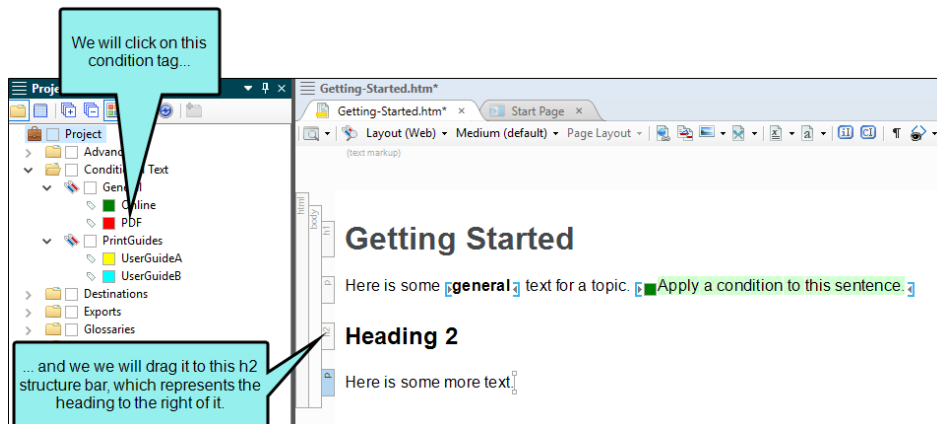 We will click on this
condition tag...
Getting-Started.htm*
Getting-Started.htm* × Start Page ×
Layout (Web) Medium (default) Page Layout
Project
(text markup)
Conditional Text
Online
PDF
PrintGuides
UserGuideA
UserGuideB
Destinations
Exports
Glossaries
html
body
h1
Getting Started
p
Here is some general text for a topic. Apply a condition to this sentence.
h2
Heading 2
p
Here is some more text.
... and we we will drag it to this h2
structure bar, which represents the
heading to the right of it.